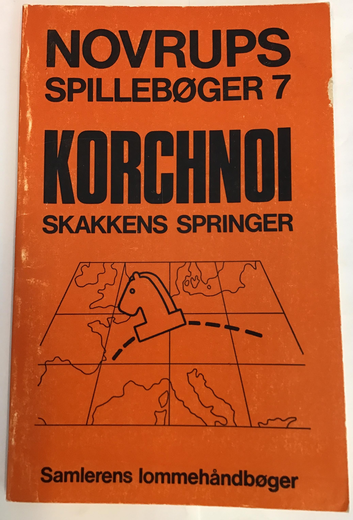 NOVRUPS
SPILLEBØGER 7
KORCHNOI
SKAKKENS SPRINGER
Samlerens lommehåndbøger